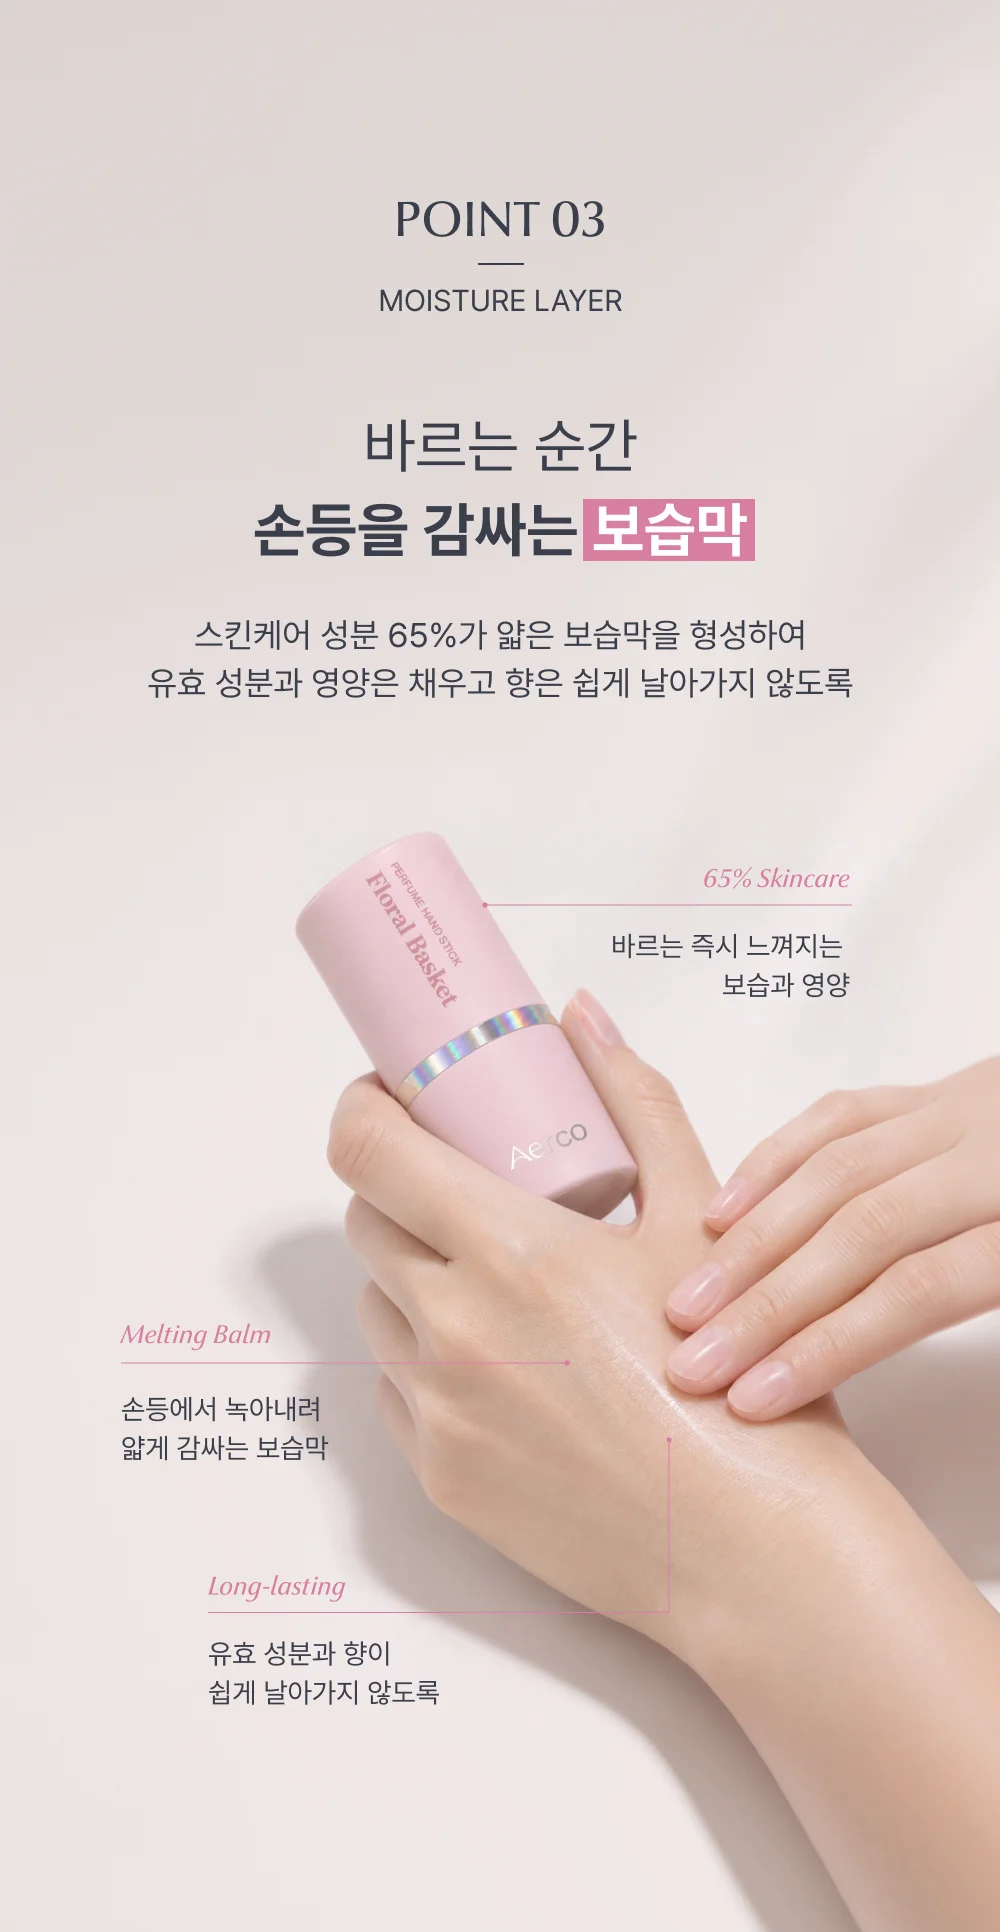 POINT 03
MOISTURE LAYER
바르는 순간
손등을 감싸는 보습막
스킨케어 성분 65%가 얇은 보습막을 형성하여
유효 성분과 영양은 채우고 향은 쉽게 날아가지 않도록
PERFUME HAND STICK
Floral Basket
Aerco
65% Skincare
바르는 즉시 느껴지는
보습과 영양
Melting Balm
손등에서 녹아내려
얇게 감싸는 보습막
Long-lasting
유효 성분과 향이
쉽게 날아가지 않도록